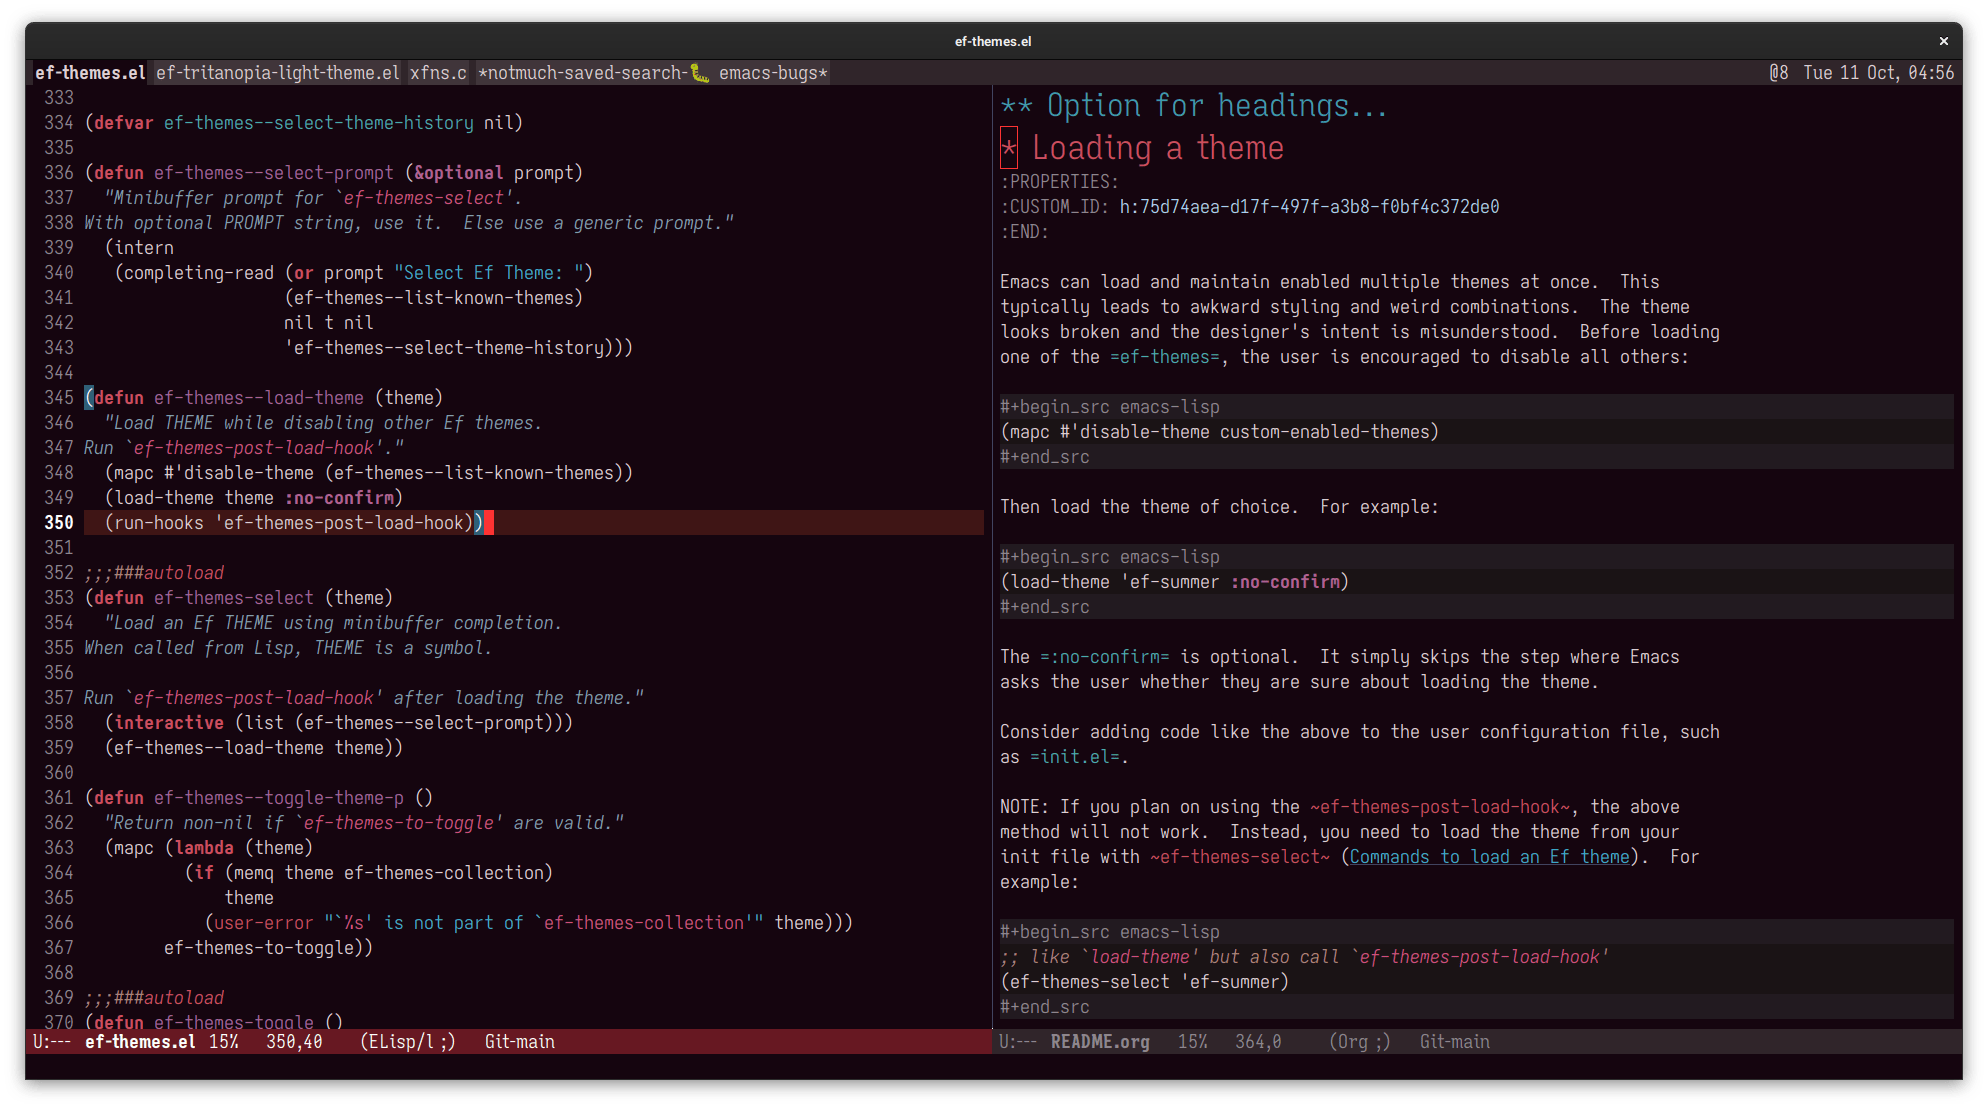 ef-themes.el
ef-themes.el ef-tritanopia-light-theme.el xfns.c *notmuch-saved-search-🐛 emacs-bugs* @8 Tue 11 Oct, 04:56
333
334 (defvar ef-themes--select-theme-history nil)
335
336 (defun ef-themes--select-prompt (&optional prompt)
337   "Minibuffer prompt for `ef-themes-select'.
338 With optional PROMPT string, use it.  Else use a generic prompt."
339   (intern
340    (completing-read (or prompt "Select Ef Theme: ")
341                     (ef-themes--list-known-themes)
342                     nil t nil
343                     'ef-themes--select-theme-history)))
344
345 (defun ef-themes--load-theme (theme)
346   "Load THEME while disabling other Ef themes.
347 Run `ef-themes-post-load-hook'."
348   (mapc #'disable-theme (ef-themes--list-known-themes))
349   (load-theme theme :no-confirm)
350   (run-hooks 'ef-themes-post-load-hook))
351
352 ;;;###autoload
353 (defun ef-themes-select (theme)
354   "Load an Ef THEME using minibuffer completion.
355 When called from Lisp, THEME is a symbol.
356
357 Run `ef-themes-post-load-hook' after loading the theme."
358   (interactive (list (ef-themes--select-prompt)))
359   (ef-themes--load-theme theme))
360
361 (defun ef-themes--toggle-theme-p ()
362   "Return non-nil if `ef-themes-to-toggle' are valid."
363   (mapc (lambda (theme)
364           (if (memq theme ef-themes-collection)
365               theme
366             (user-error "`%s' is not part of `ef-themes-collection'" theme)))
367         ef-themes-to-toggle))
368
369 ;;;###autoload
370 (defun ef-themes-toggle ()
U:--- ef-themes.el 15% 350,40 (ELisp/l ;) Git-main
** Option for headings...
* Loading a theme
:PROPERTIES:
:CUSTOM_ID: h:75d74aea-d17f-497f-a3b8-f0bf4c372de0
:END:
Emacs can load and maintain enabled multiple themes at once.  This
typically leads to awkward styling and weird combinations.  The theme
looks broken and the designer's intent is misunderstood.  Before loading
one of the =ef-themes=, the user is encouraged to disable all others:
#+begin_src emacs-lisp
(mapc #'disable-theme custom-enabled-themes)
#+end_src
Then load the theme of choice.  For example:
#+begin_src emacs-lisp
(load-theme 'ef-summer :no-confirm)
#+end_src
The =:no-confirm= is optional.  It simply skips the step where Emacs
asks the user whether they are sure about loading the theme.
Consider adding code like the above to the user configuration file, such
as =init.el=.
NOTE: If you plan on using the ~ef-themes-post-load-hook~, the above
method will not work.  Instead, you need to load the theme from your
init file with ~ef-themes-select~ (Commands to load an Ef theme).  For
example:
#+begin_src emacs-lisp
;; like `load-theme' but also call `ef-themes-post-load-hook'
(ef-themes-select 'ef-summer)
#+end_src
U:--- README.org 15% 364,0 (Org ;) Git-main